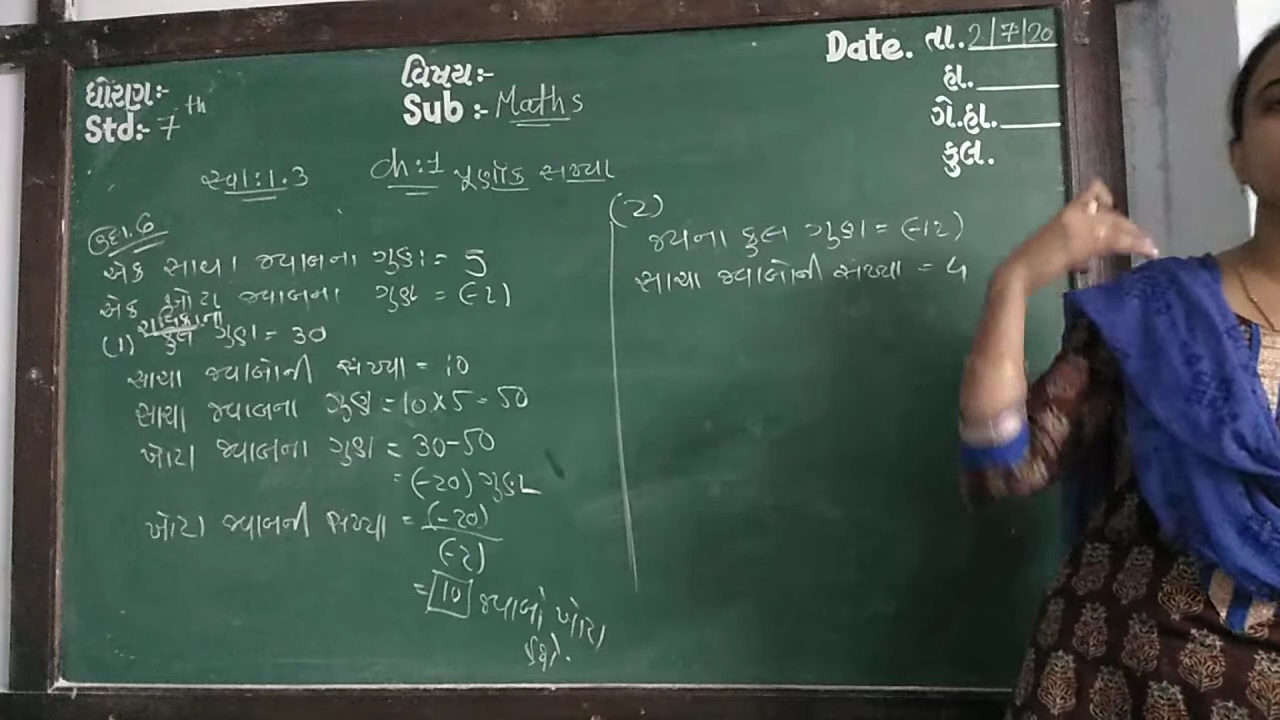 ધોરણ:-
Std:- 7th
વિષય:-
Sub :- Maths
Date. તા. 2/7/20
હા.
ગે.હા.
કુલ.
સ્વા:1.3 ch:1 પૂર્ણાંક સંખ્યા
ઉદા.6
એક સાચા જવાબના ગુણ = 5
એક ખોટા જવાબના ગુણ = (-2)
રાધિકાના
(1) કુલ ગુણ = 30
સાચા જવાબોની સંખ્યા = 10
સાચા જવાબના ગુણ = 10 x 5 = 50
ખોટા જવાબના ગુણ = 30-50
= (-20) ગુણ
ખોટા જવાબની સંખ્યા = (-20)
(-2)
= 10 જવાબો ખોટા
હશે.
(2)
જયના કુલ ગુણ = (-12)
સાચા જવાબોની સંખ્યા = 4